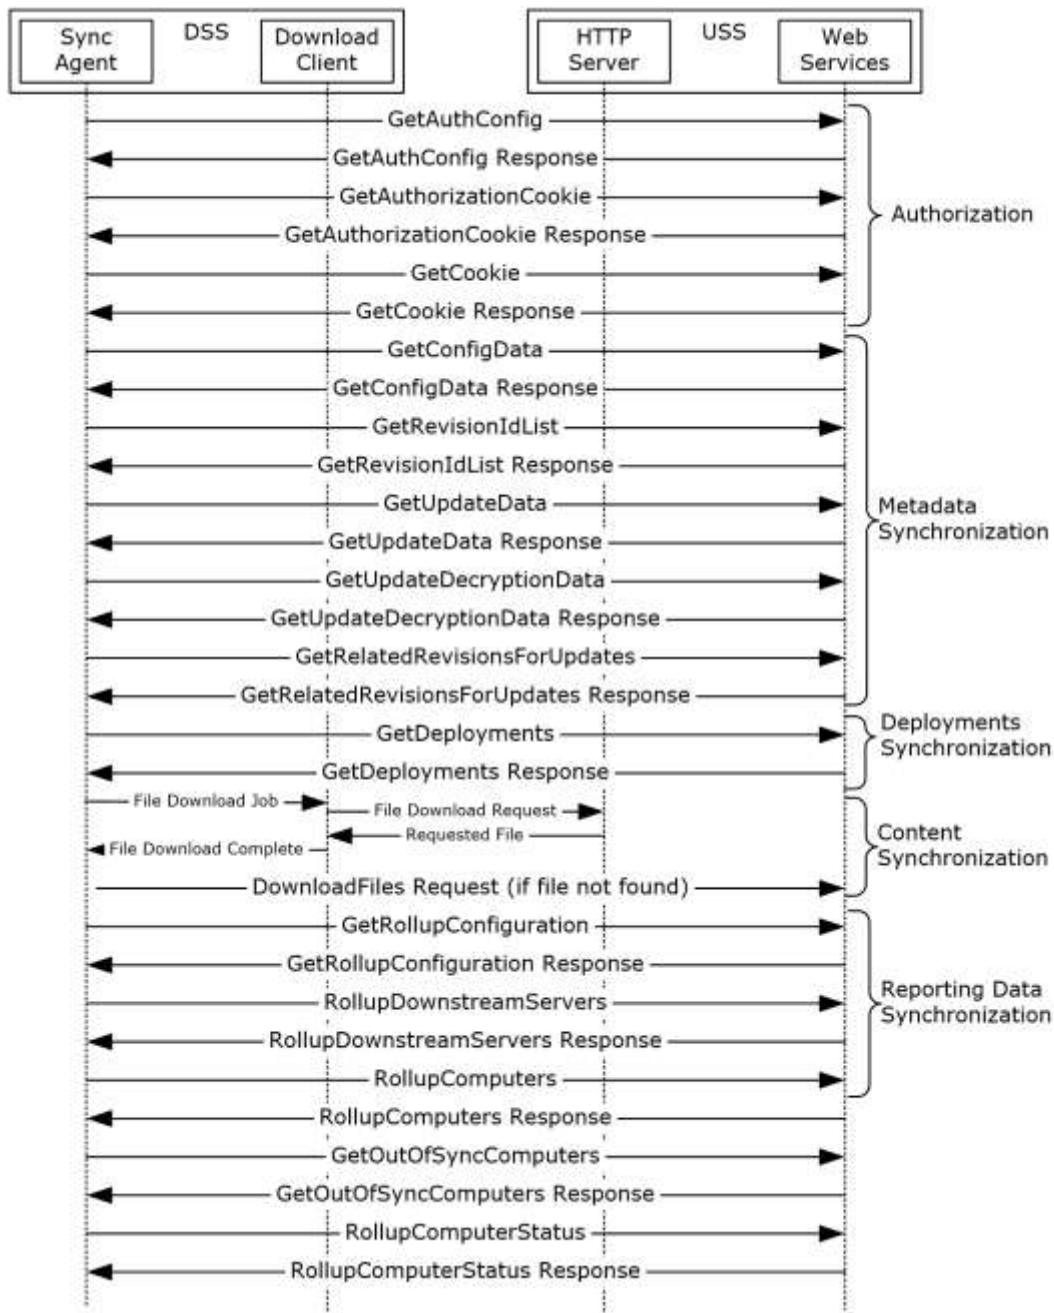 Sync
Agent
DSS
Download
Client
HTTP
Server
USS
Web
Services
GetAuthConfig
GetAuthConfig Response
GetAuthorizationCookie
Authorization
GetAuthorizationCookie Response
GetCookie
GetCookie Response
GetConfigData
GetConfigData Response
GetRevisionIdList
GetRevisionIdList Response
GetUpdateData
Metadata
Synchronization
GetUpdateData Response
GetUpdateDecryptionData
GetUpdateDecryptionData Response
GetRelatedRevisionsForUpdates
GetRelatedRevisionsForUpdates Response
GetDeployments
Deployments
Synchronization
GetDeployments Response
File Download Job
File Download Request
Requested File
File Download Complete
Content
Synchronization
DownloadFiles Request (if file not found)
GetRollupConfiguration
GetRollupConfiguration Response
RollupDownstreamServers
Reporting Data
Synchronization
RollupDownstreamServers Response
RollupComputers
RollupComputers Response
GetOutOfSyncComputers
GetOutOfSyncComputers Response
RollupComputerStatus
RollupComputerStatus Response